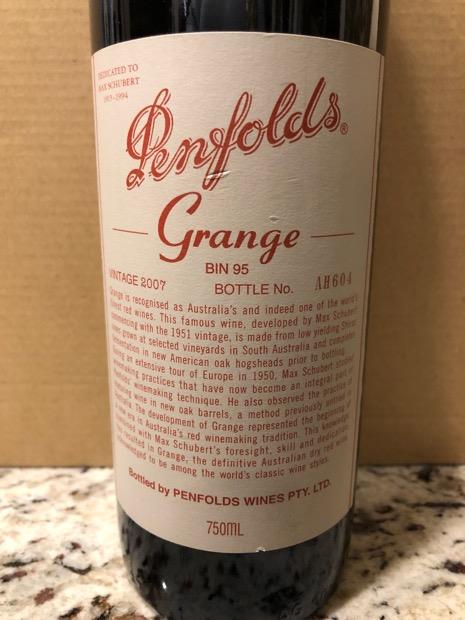 DEDICATED TO
MAX SCHUBERT
1915-1994
Penfolds®
Grange
BIN 95
VINTAGE 2007 BOTTLE No. AH604
Grange is recognised as Australia's and indeed one of the world's
finest red wines. This famous wine, developed by Max Schubert
commencing with the 1951 vintage, is made from low yielding Shiraz
vines grown at selected vineyards in South Australia and completes
fermentation in new American oak hogsheads prior to bottling.
During an extensive tour of Europe in 1950, Max Schubert studied
winemaking practices that have now become an integral part of
winemaking technique. He also observed the practice of
wine in new oak barrels, a method previously untried in
Australia. The development of Grange represented the beginning of
a new era in Australia's red winemaking tradition. This knowledge
combined with Max Schubert's foresight, skill and dedication
resulted in Grange, the definitive Australian dry red wine
acknowledged to be among the world's classic wine styles.
Bottled by PENFOLDS WINES PTY. LTD.
750ML